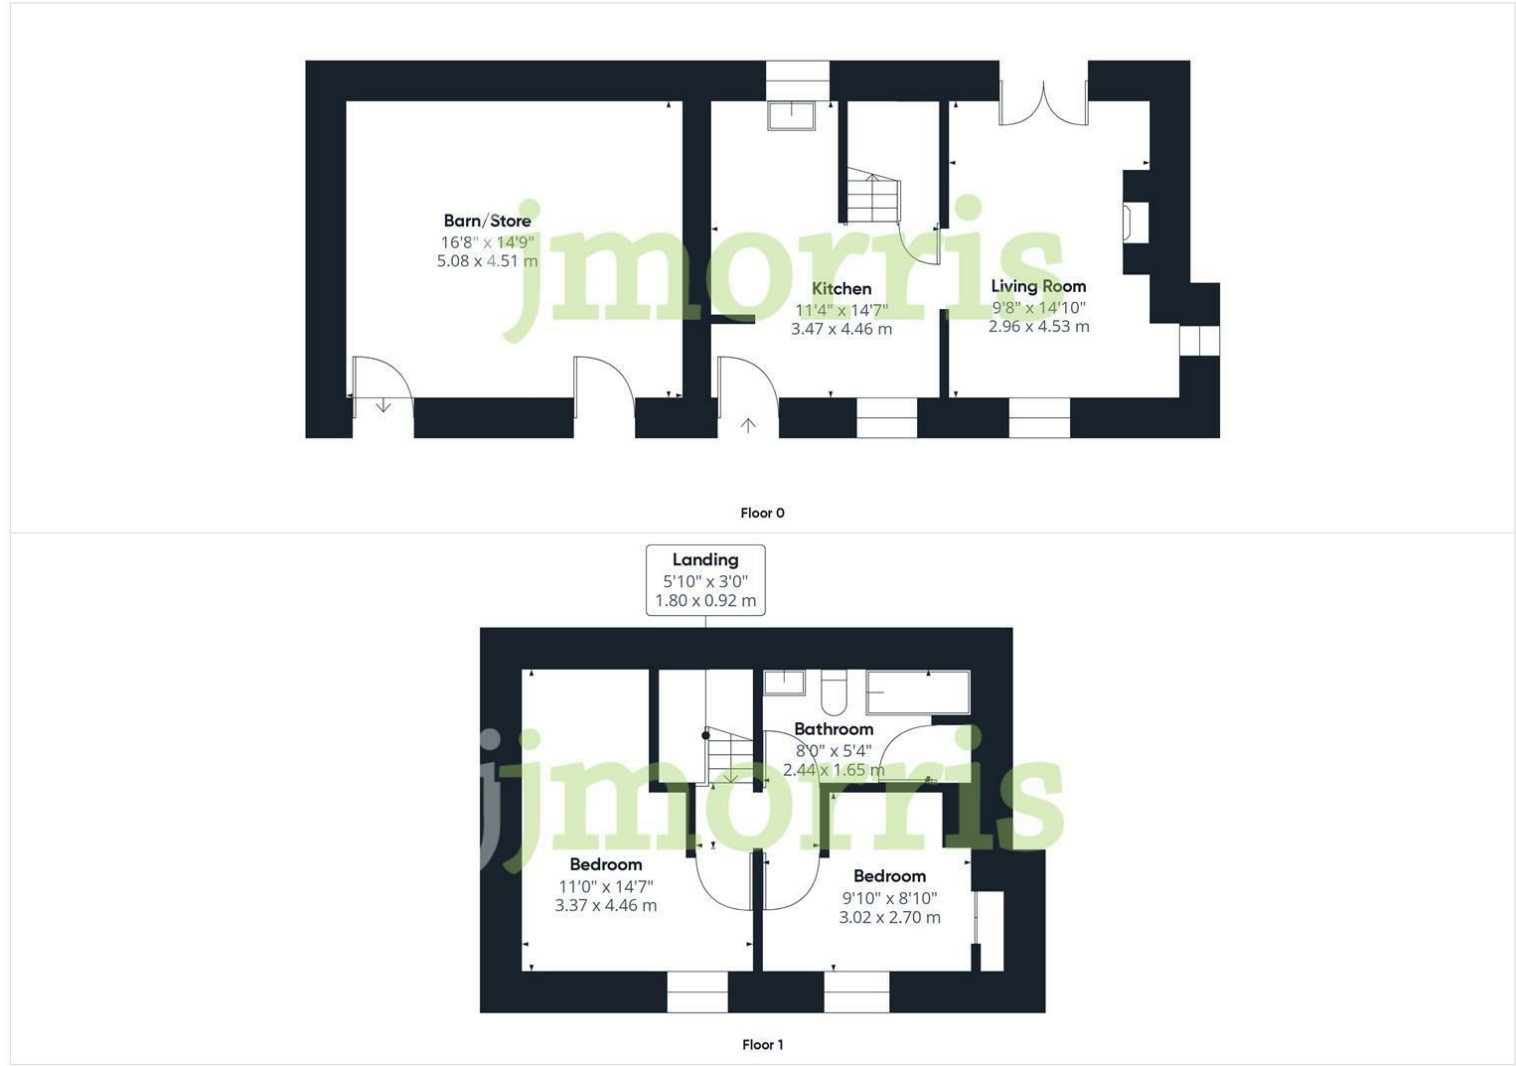 Barn/Store
16'8" x 14'9"
5.08 x 4.51 m
jmorris
Kitchen
11'4" x 14'7"
3.47 x 4.46 m
Living Room
9'8" x 14'10"
2.96 x 4.53 m
Floor 0
Landing
5'10" x 3'0"
1.80 x 0.92 m
Bathroom
8'0" x 5'4"
2.44 x 1.65 m
jjmorris
Bedroom
11'0" x 14'7"
3.37 x 4.46 m
Bedroom
9'10" x 8'10"
3.02 x 2.70 m
Floor 1